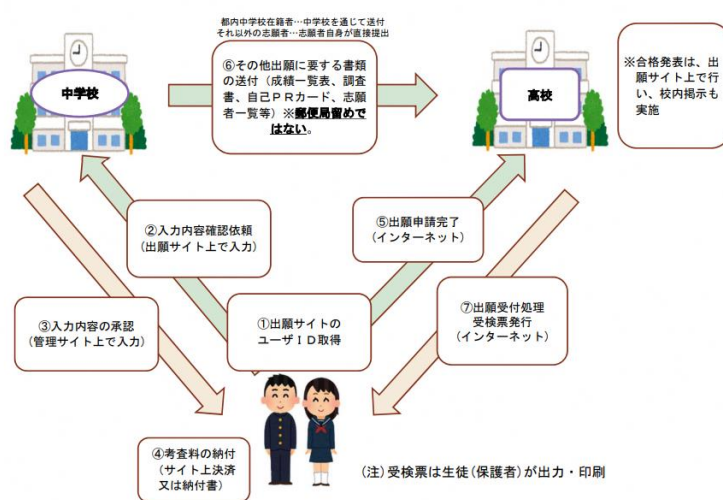 都内中学校在籍者…中学校を通じて送付
それ以外の志願者…志願者自身が直接提出
⑥その他出願に要する書類
の送付（成績一覧表、調査
書、自己ＰＲカード、志願
者一覧等）※郵便局留めで
はない。
中学校
高校
※合格発表は、出
願サイト上で行
い、校内掲示も
実施
②入力内容確認依頼
（出願サイト上で入力）
⑤出願申請完了
（インターネット）
③入力内容の承認
（管理サイト上で入力）
①出願サイトの
ユーザＩＤ取得
⑦出願受付処理
受検票発行
（インターネット）
④考査料の納付
（サイト上決済
又は納付書）
（注）受検票は生徒（保護者）が出力・印刷